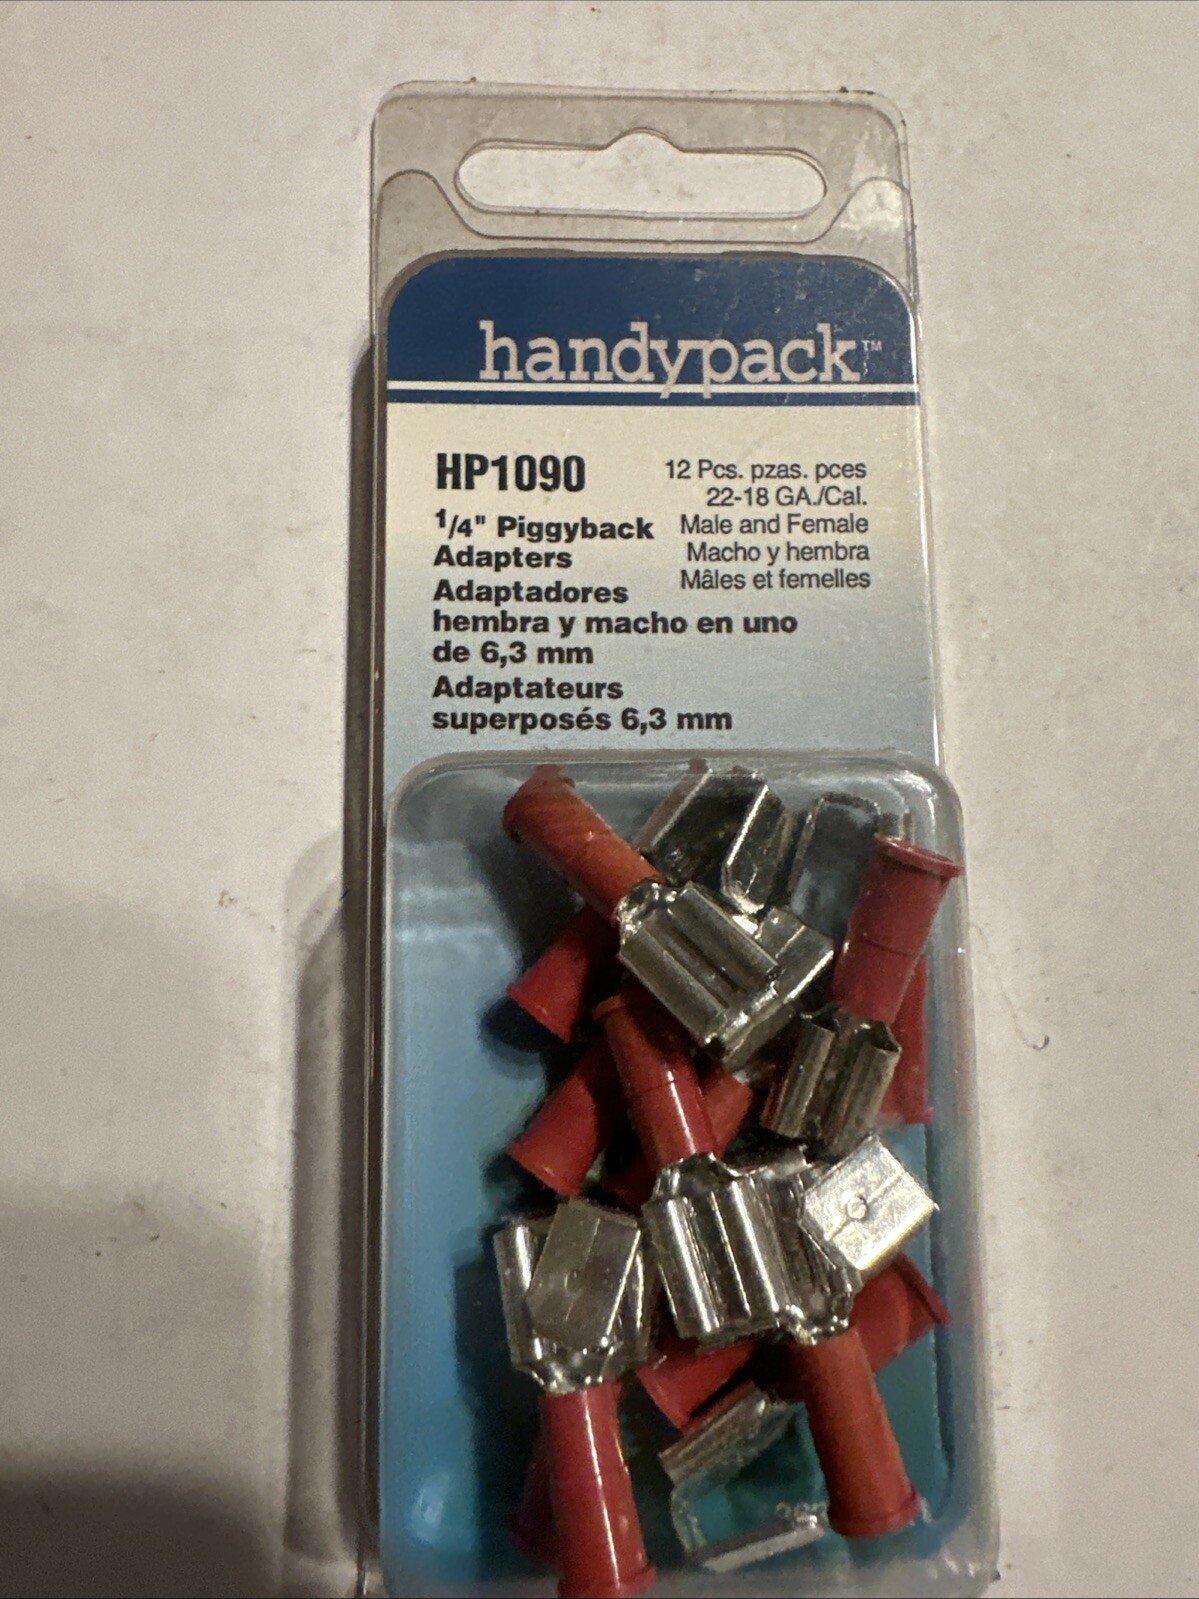 handypack™
HP1090
1/4" Piggyback
Adapters
Adaptadores
hembra y macho en uno
de 6,3 mm
Adaptateurs
superposés 6,3 mm
12 Pcs. pzas. pces
22-18 GA./Cal.
Male and Female
Macho y hembra
Mâles et femelles